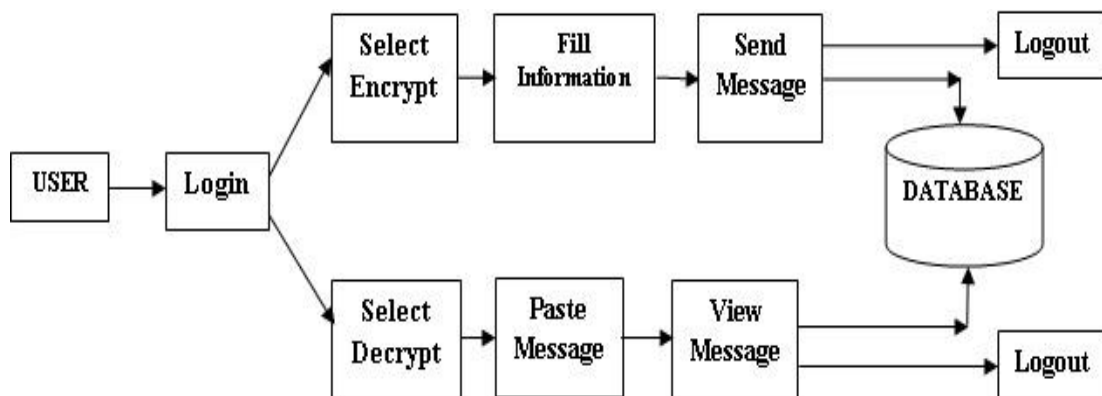 Select
Encrypt
Fill
Information
Send
Message
Logout
USER
Login
DATABASE
Select
Decrypt
Paste
Message
View
Message
Logout